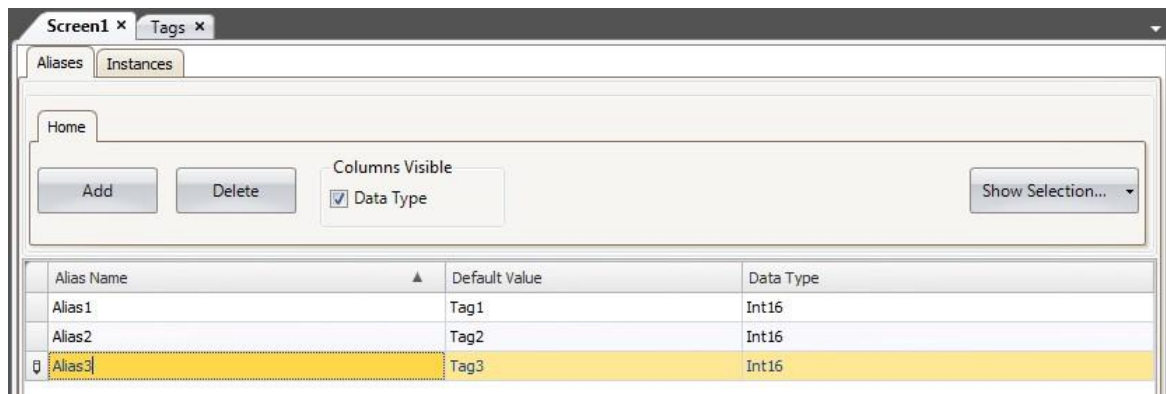 Screen1 × Tags ×
Aliases Instances
Home
Columns Visible
Add Delete Data Type Show Selection...
Alias Name Default Value Data Type
Alias1 Tag1 Int16
Alias2 Tag2 Int16
Alias3 Tag3 Int16